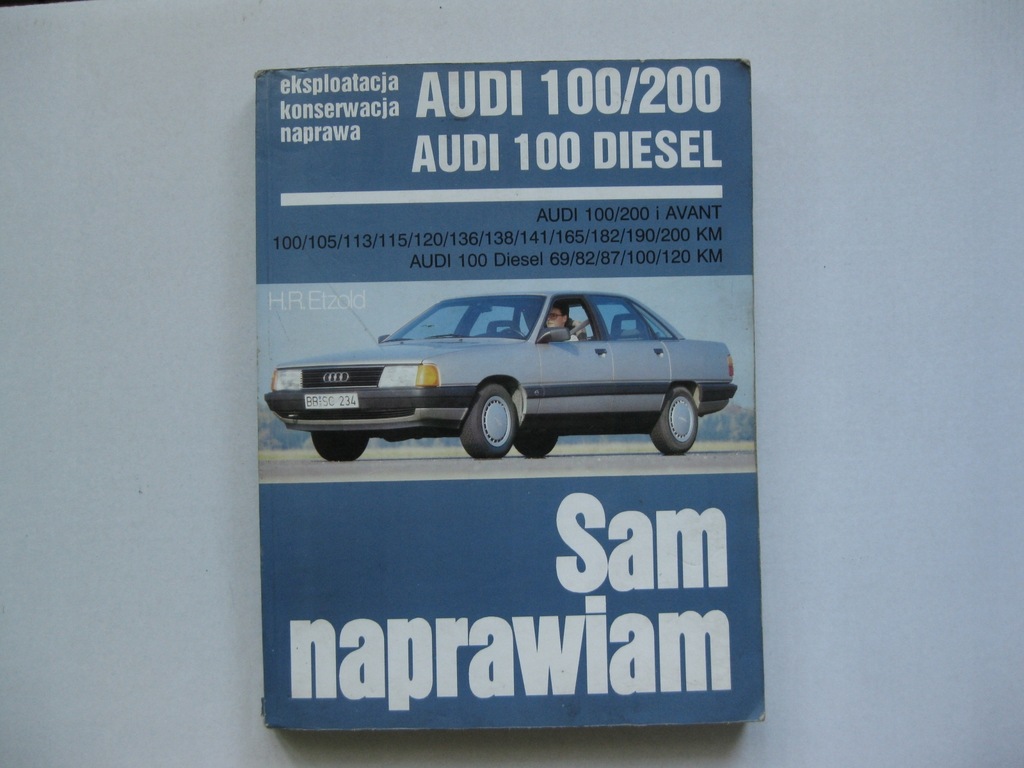 eksploatacja
konserwacja
naprawa
AUDI 100/200
AUDI 100 DIESEL
AUDI 100/200 i AVANT
100/105/113/115/120/136/138/141/165/182/190/200 KM
AUDI 100 Diesel 69/82/87/100/120 KM
H.R.Etzold
BB SC 234
Sam
naprawiam